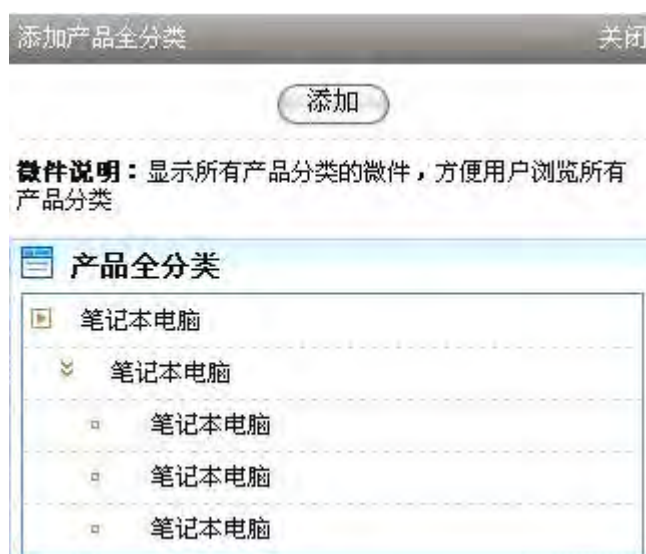 添加产品全分类 关闭
添加
微件说明：显示所有产品分类的微件，方便用户浏览所有
产品分类
产品全分类
笔记本电脑
笔记本电脑
笔记本电脑
笔记本电脑
笔记本电脑